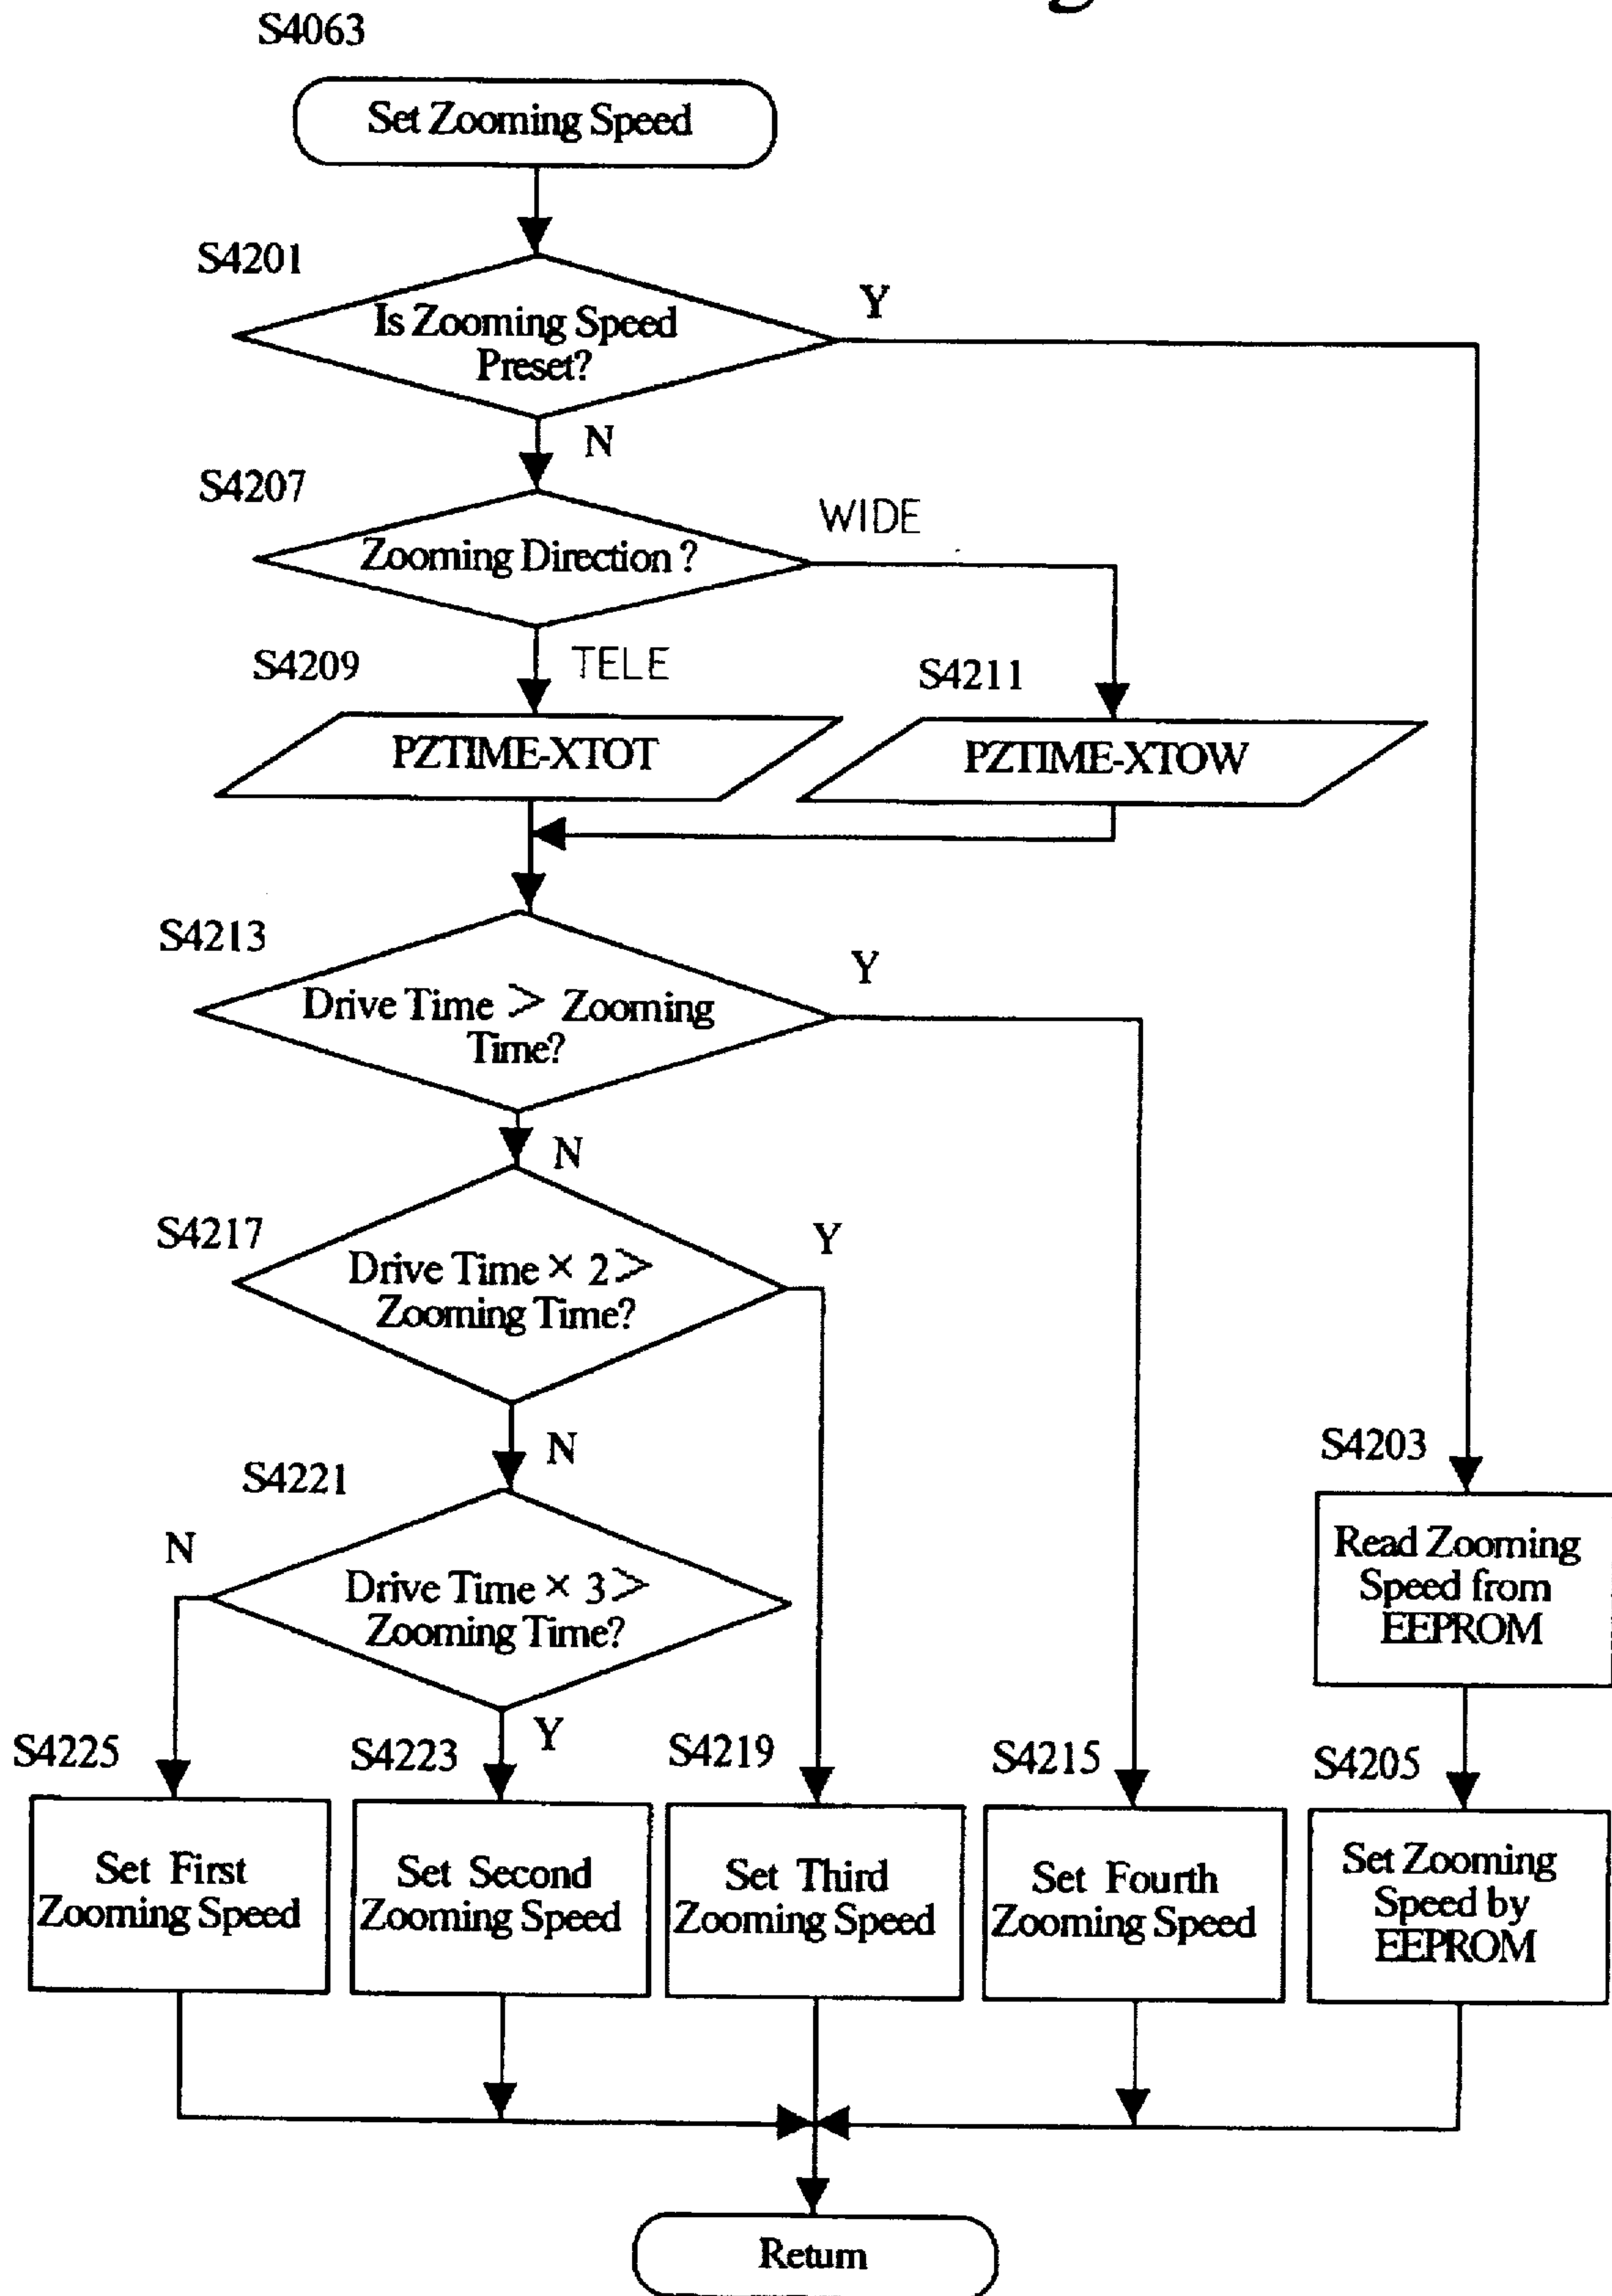 S4063
Set Zooming Speed
S4201
Is Zooming Speed
Preset?
Y
N
S4207
Zooming Direction ?
WIDE
S4209
TELE
S4211
PZTIME-XTOT
PZTIME-XTOW
S4213
Y
Drive Time > Zooming
Time?
N
S4217
Y
Drive Time × 2 >
Zooming Time?
N
S4221
S4203
N
Drive Time × 3 >
Zooming Time?
Read Zooming
Speed from
EEPROM
Y
S4225
S4223
S4219
S4215
S4205
Set First
Zooming Speed
Set Second
Zooming Speed
Set Third
Zooming Speed
Set Fourth
Zooming Speed
Set Zooming
Speed by
EEPROM
Return